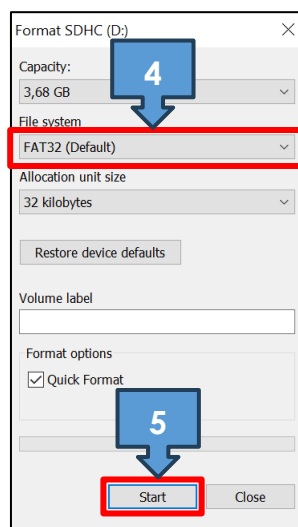 Format SDHC (D:)
Capacity:
4
3,68 GB
File system
FAT32 (Default)
Allocation unit size
32 kilobytes
Restore device defaults
Volume label
Format options
Quick Format
5
Start Close